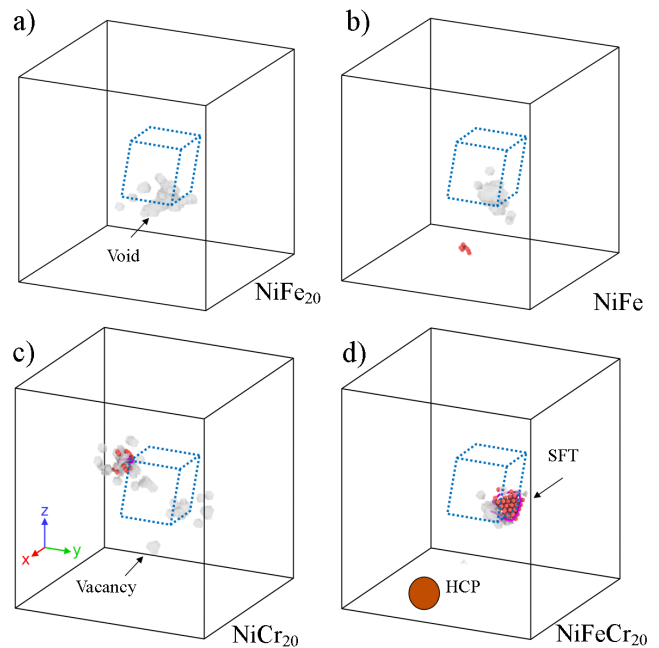 a)
b)
Void
NiFe₂₀
NiFe
c)
d)
SFT
z
x
y
Vacancy
HCP
NiCr₂₀
NiFeCr₂₀